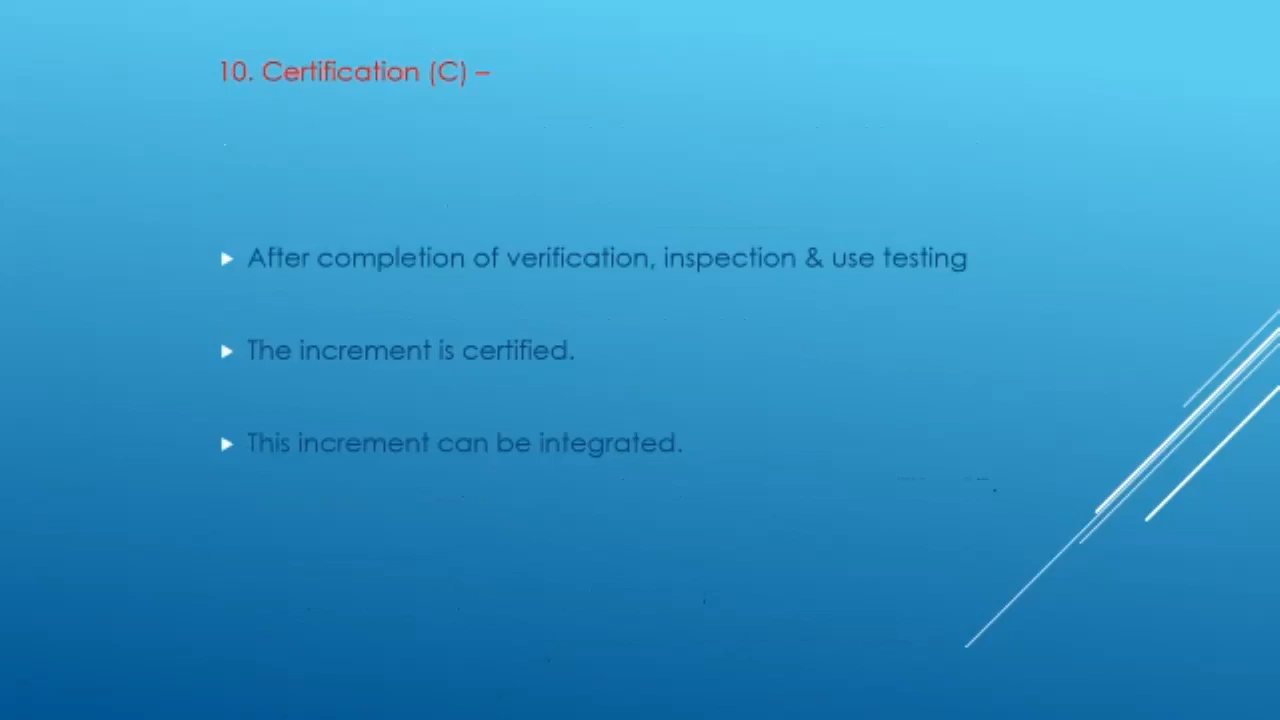 10. Certification (C) –
After completion of verification, inspection & use testing
The increment is certified.
This increment can be integrated.